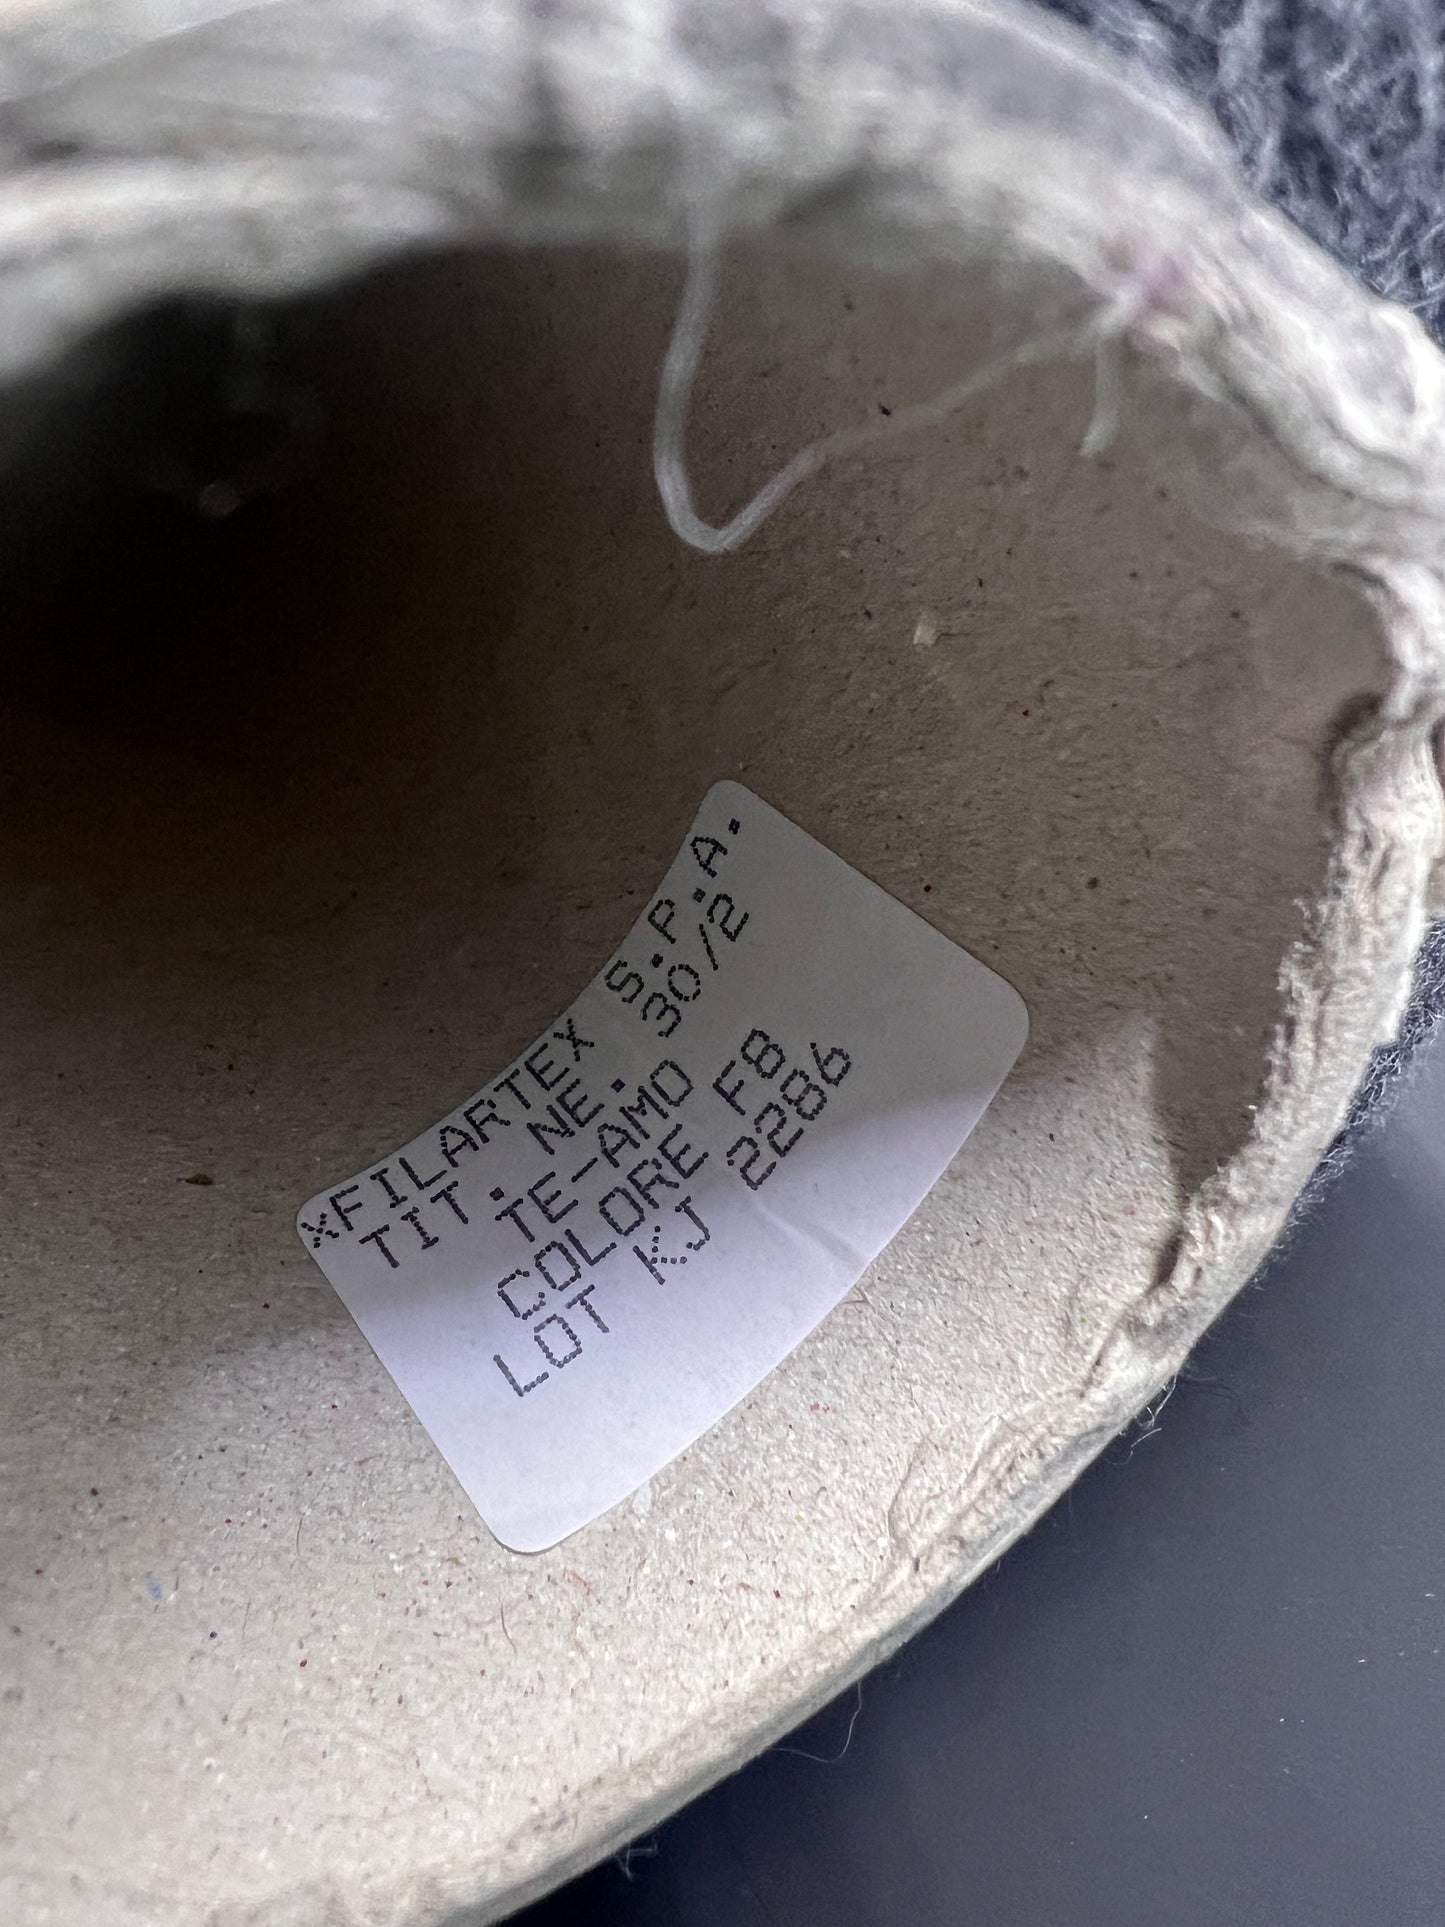 XFILARTEX S.P.A.
TIT. NE. 30/2
TE-AMO
COLORE F8
LOT KJ 2286